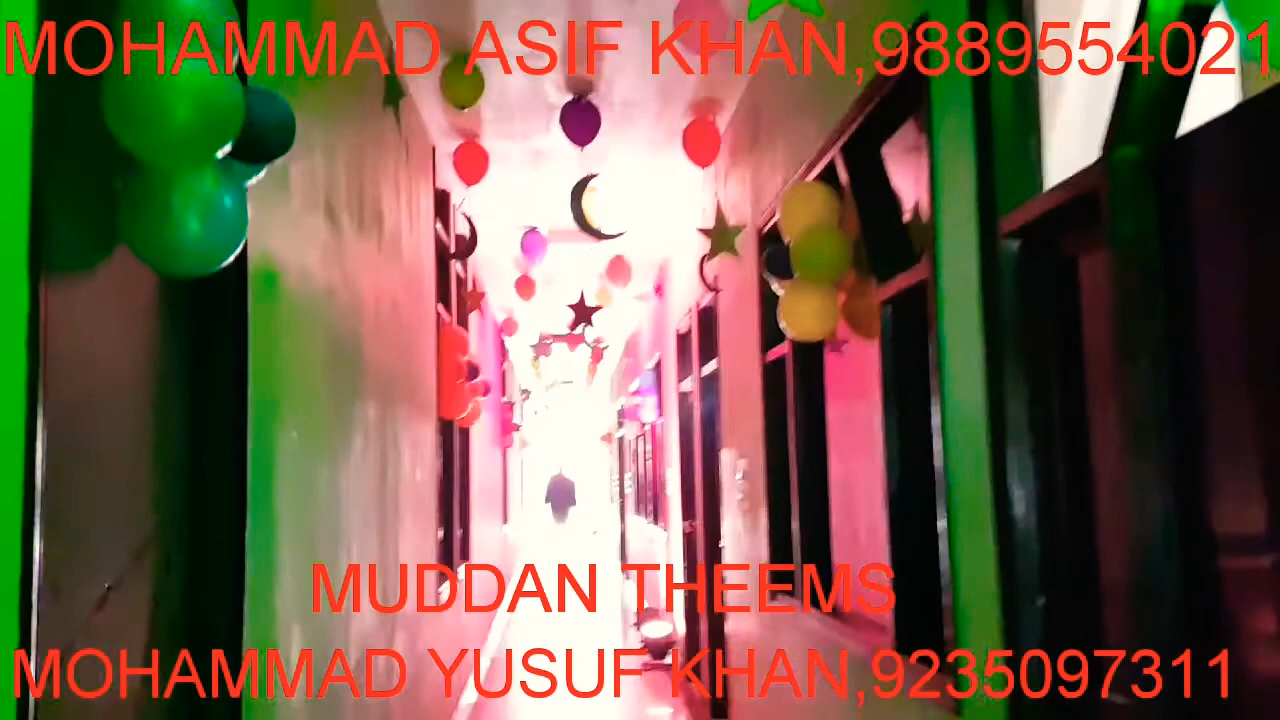 MOHAMMAD ASIF KHAN,9889554021
MUDDAN THEEMS
MOHAMMAD YUSUF KHAN,9235097311